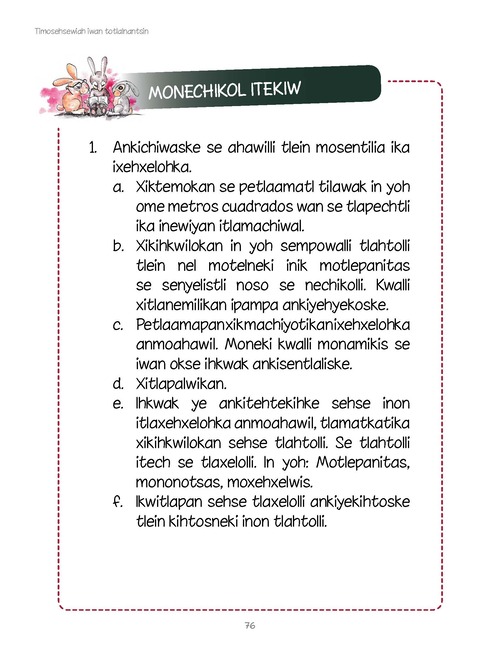 Timosehsewiah iwan totlalnantsin
MONECHIKOL ITEKIW
1. Ankichiwaske se ahawilli tlein mosentilia ika
ixehxelohka.
a. Xiktemokan se petlaamatl tilawak in yoh
ome metros cuadrados wan se tlapechtli
ika inewiyan itlamachiwal.
b. Xikihkwilokan in yoh sempowalli tlahtolli
tlein nel motelneki inik motlepanitas
se senyelistli noso se nechikolli. Kwalli
xitlanemilikan ipampa ankiyehyekoske.
c. Petlaamapanxikmachiyotikanixehxelohka
anmoahawil. Moneki kwalli monamikis se
iwan okse ihkwak ankisentlaliske.
d. Xitlapalwikan.
e. Ihkwak ye ankitehtekihke sehse inon
itlaxehxelohka anmoahawil, tlamatkatika
xikihkwilokan sehse tlahtolli. Se tlahtolli
itech se tlaxelolli. In yoh: Motlepanitas,
mononotsas, moxehxelwis.
f. Ikwitlapan sehse tlaxelolli ankiyekihtoske
tlein kihtosneki inon tlahtolli.
76